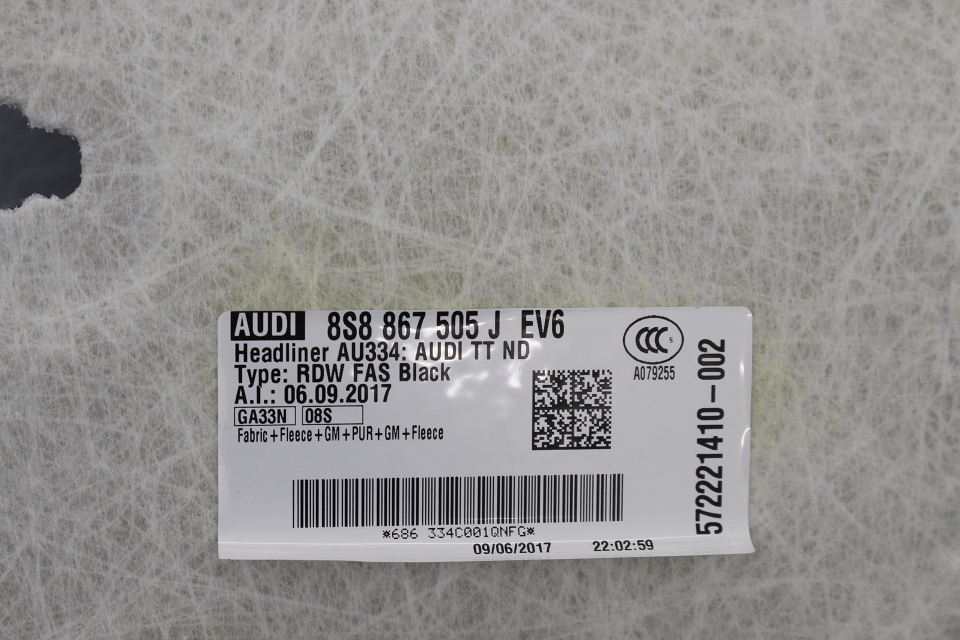 AUDI 8S8 867 505 J EV6
Headliner AU334: AUDI TT ND
Type: RDW FAS Black
A.I.: 06.09.2017
GA33N 08S
Fabric+Fleece+GM+PUR+GM+Fleece
CCC S
A079255
572221410-002
*686 334C001QNFG*
09/06/2017 22:02:59